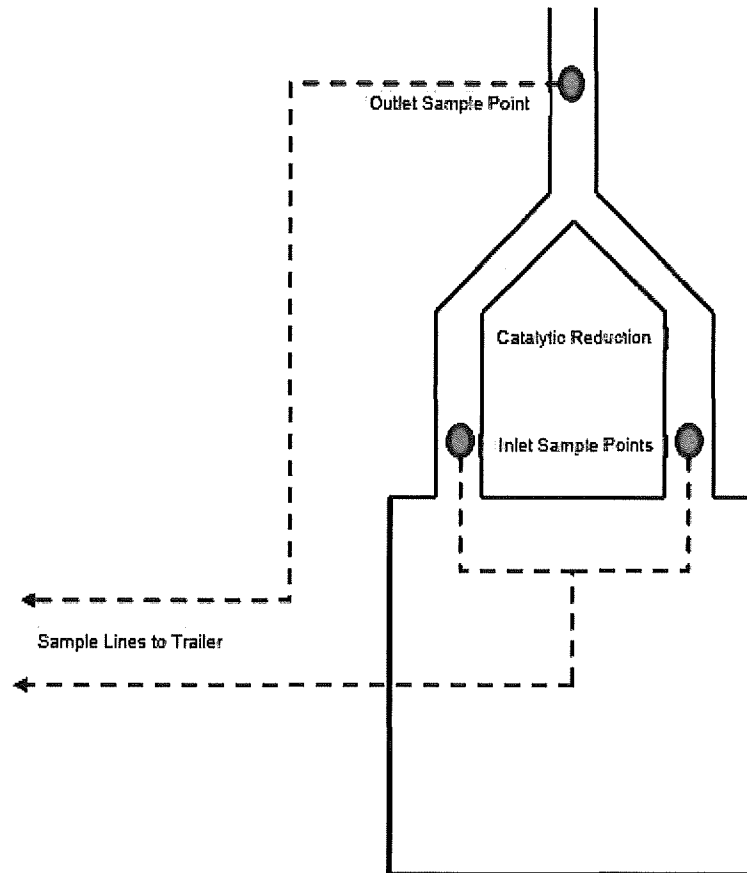 Outlet Sample Point
Catalytic Reduction
Inlet Sample Points
Sample Lines to Trailer